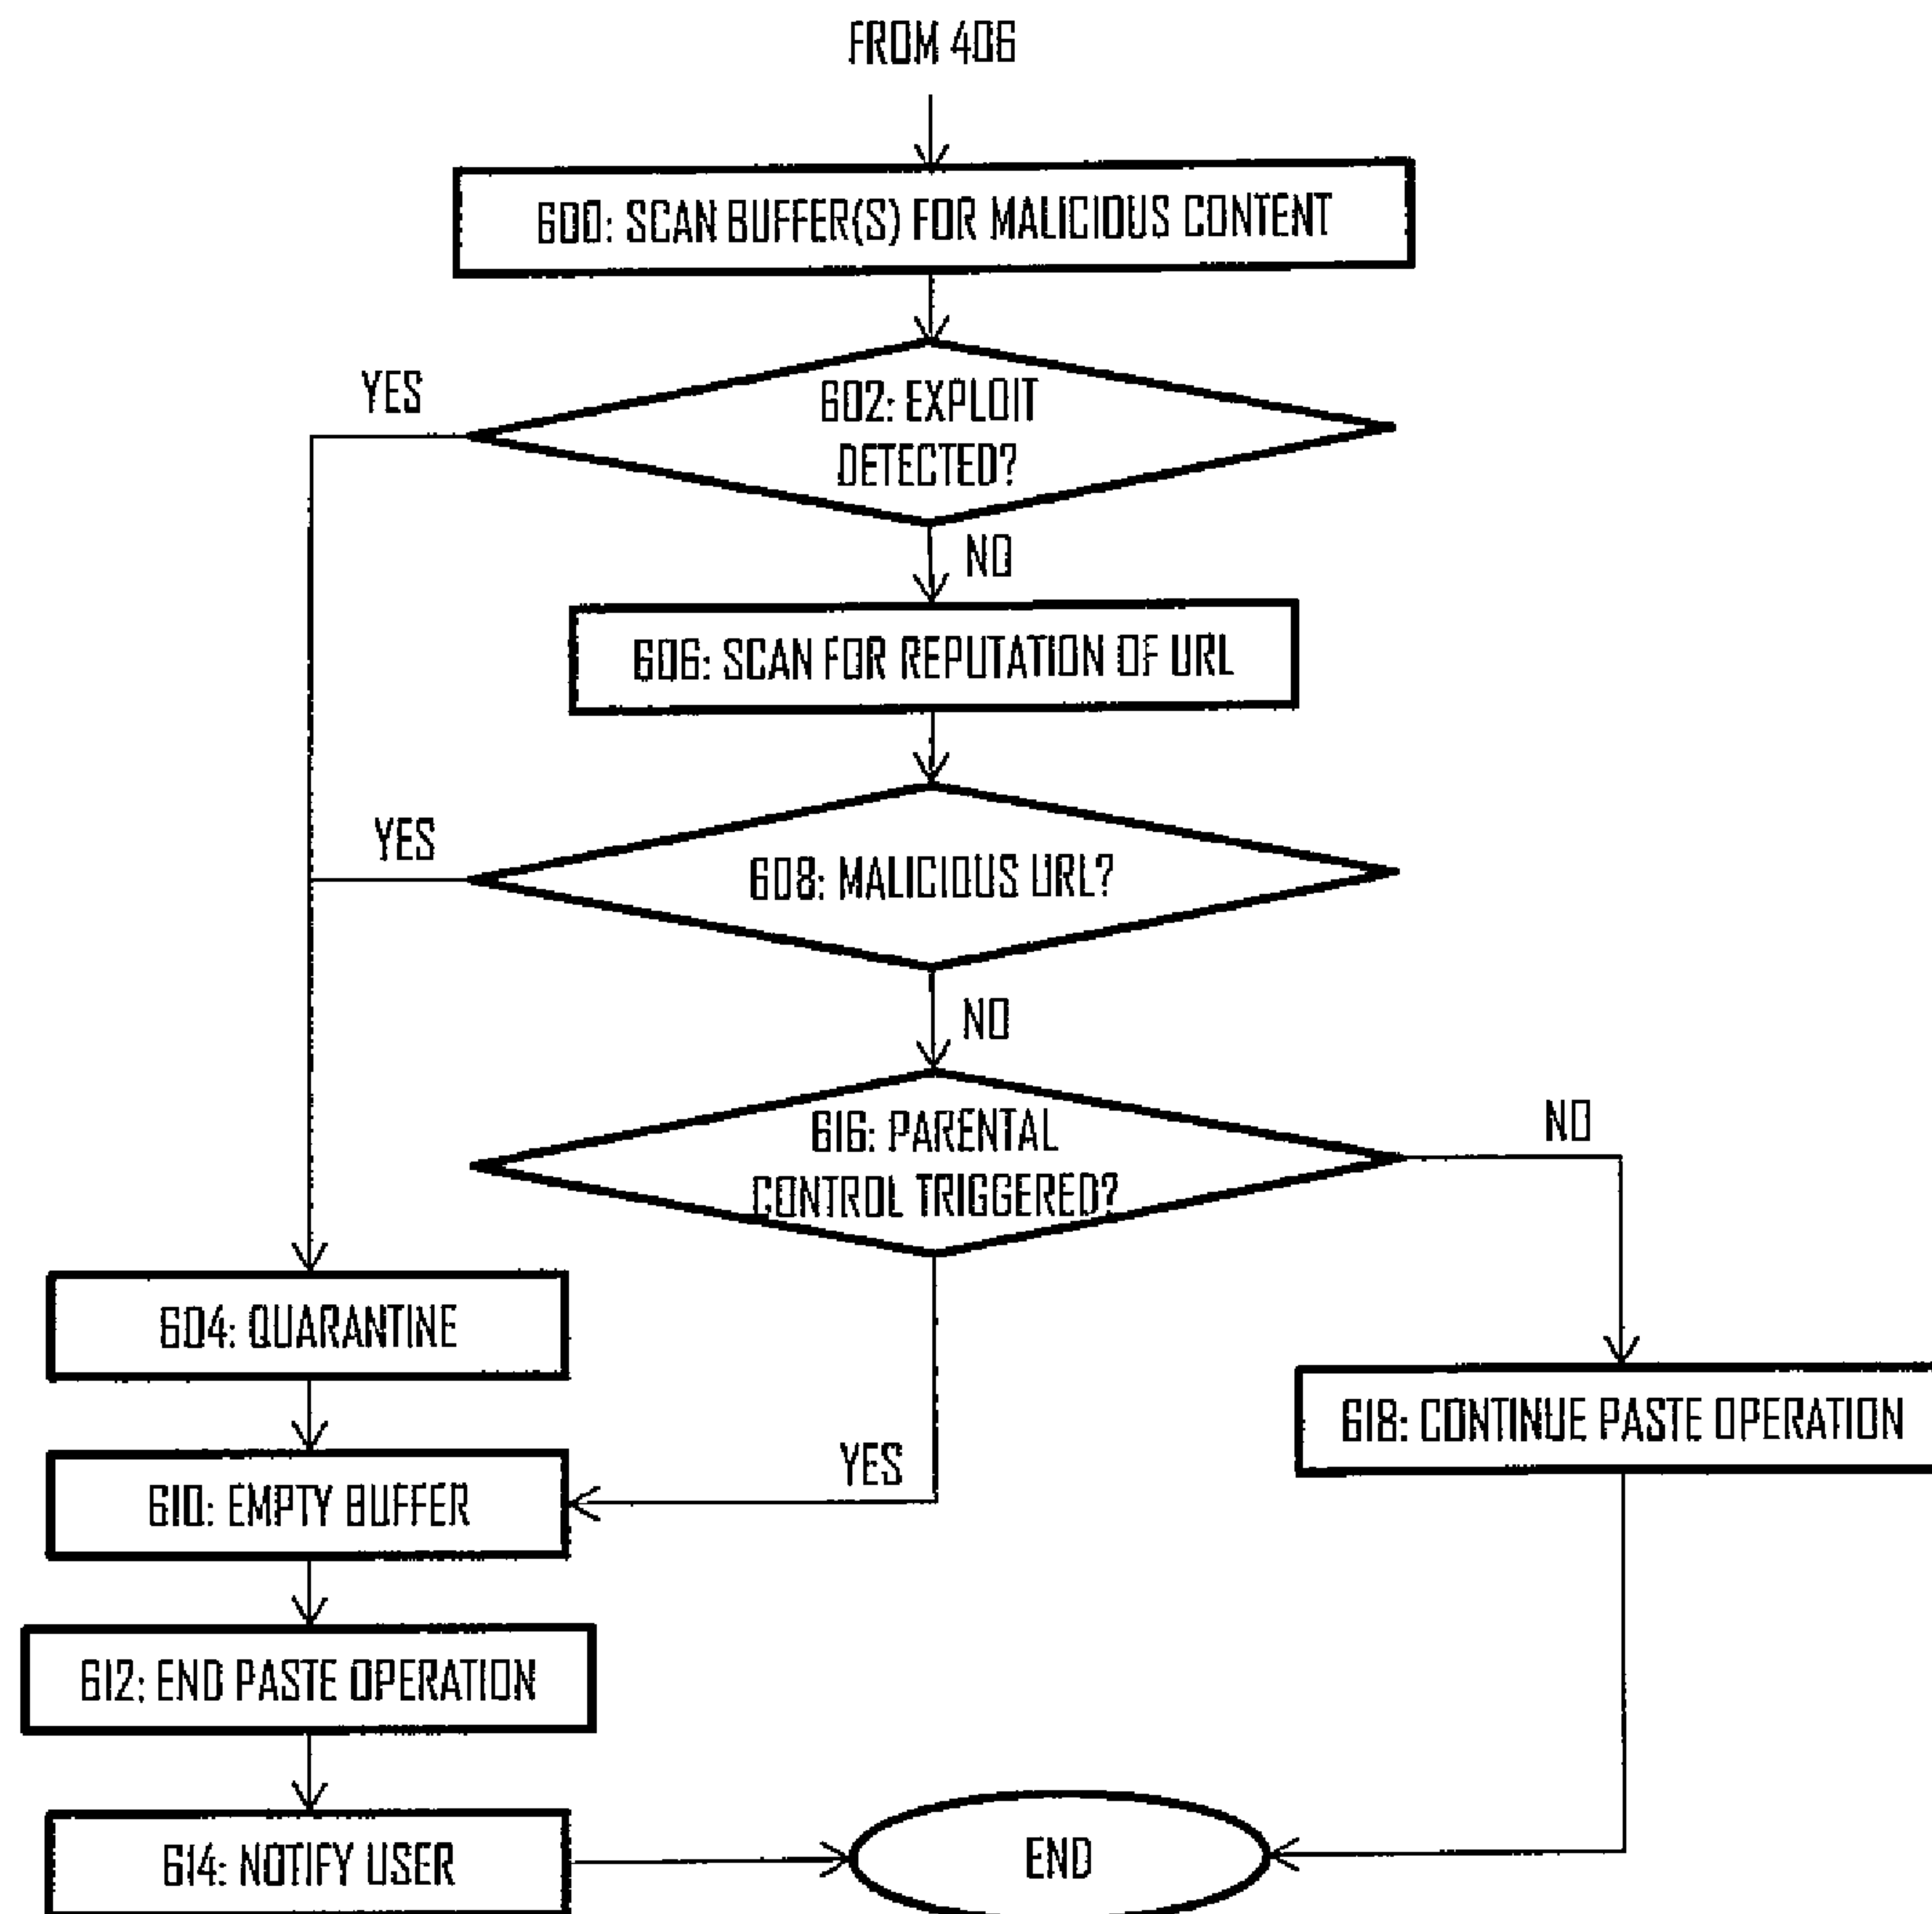 FROM 406
600: SCAN BUFFER(S) FOR MALICIOUS CONTENT
YES
602: EXPLOIT
DETECTED?
NO
606: SCAN FOR REPUTATION OF URL
YES
608: MALICIOUS URL?
NO
616: PARENTAL
CONTROL TRIGGERED?
NO
604: QUARANTINE
618: CONTINUE PASTE OPERATION
YES
610: EMPTY BUFFER
612: END PASTE OPERATION
614: NOTIFY USER
END